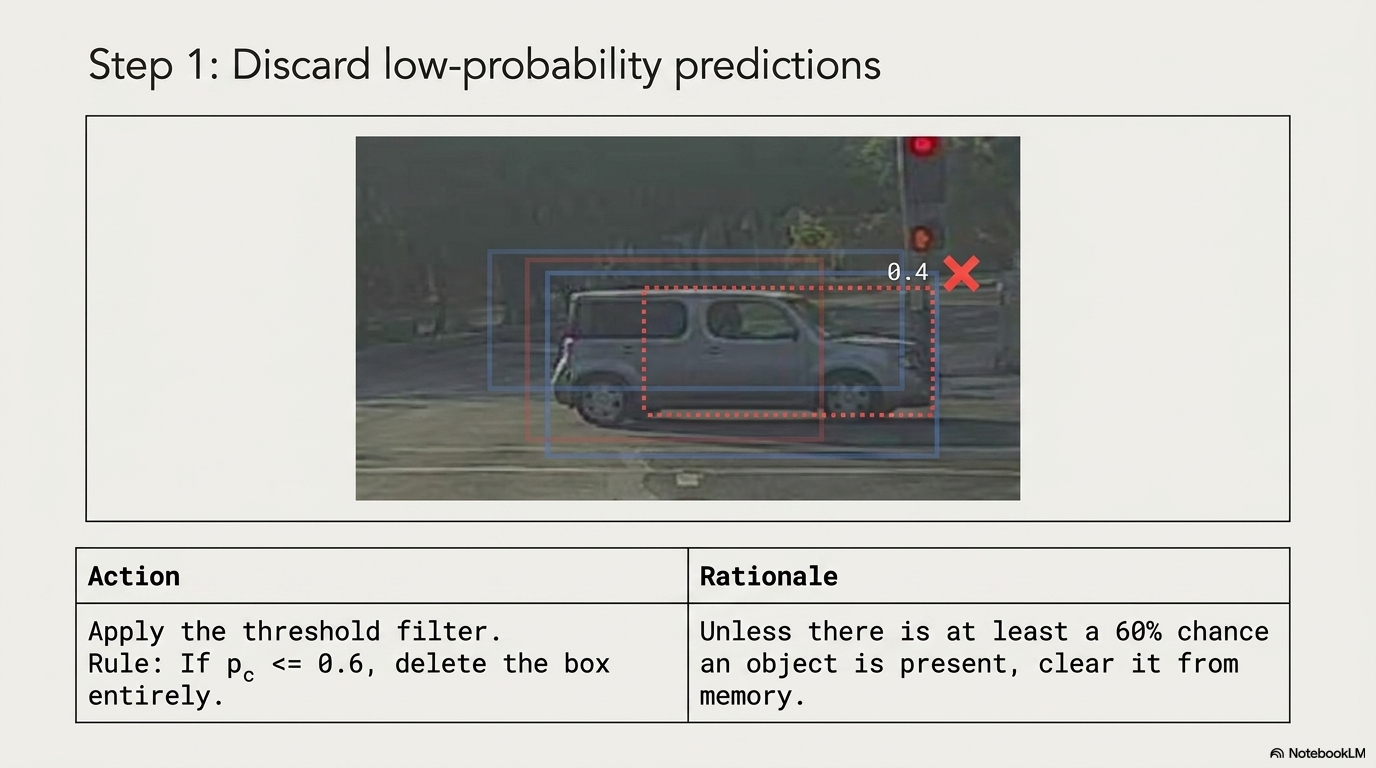 Step 1: Discard low-probability predictions
0.4
Action
Rationale
Apply the threshold filter.
Rule: If pc <= 0.6, delete the box
entirely.
Unless there is at least a 60% chance
an object is present, clear it from
memory.
NotebookLM